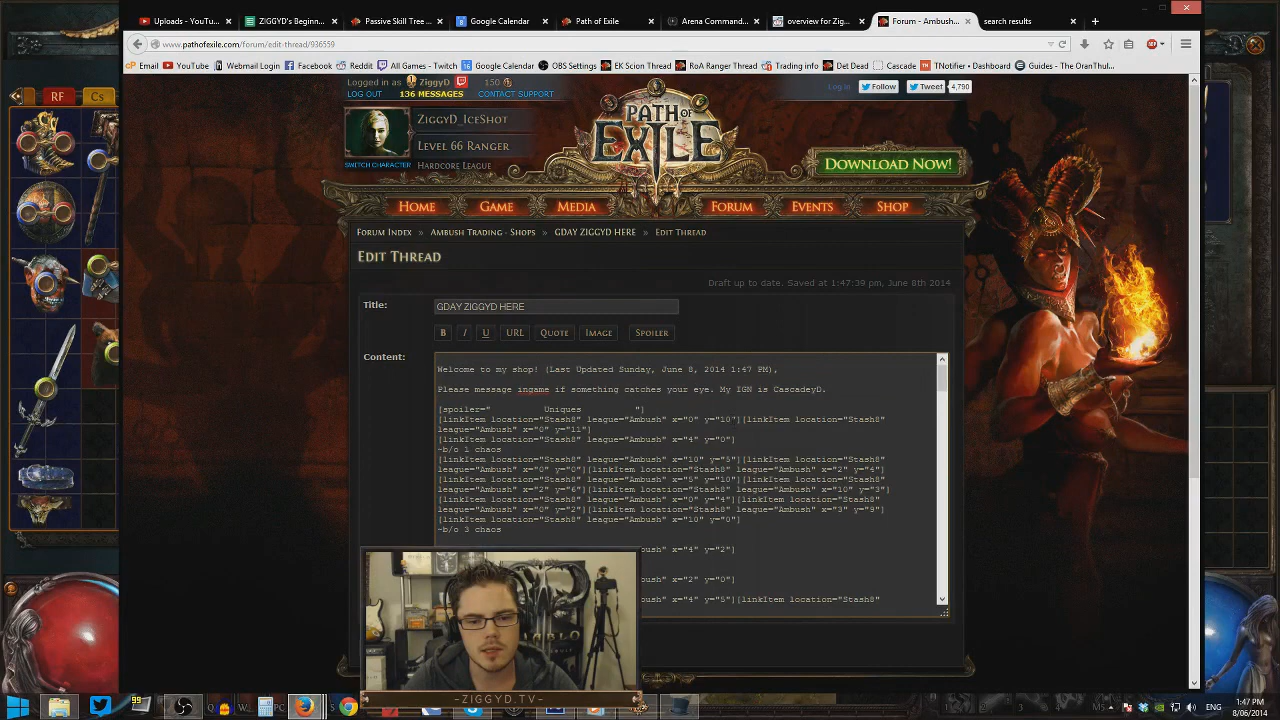 Uploads - YouTu...
ZIGGYD's Beginn...
Passive Skill Tree ...
Google Calendar
Path of Exile
Arena Command...
overview for Zig...
Forum - Ambush...
search results
www.pathofexile.com/forum/edit-thread/936559
Email
YouTube
Webmail Login
Facebook
Reddit
All Games - Twitch
Google Calendar
OBS Settings
EK Scion Thread
RoA Ranger Thread
Trading info
Det Dead
Cascade
TNotifier • Dashboard
Guides - The OranThul...
Logged in as ZiggyD
150
LOG OUT
136 MESSAGES
CONTACT SUPPORT
Log in
Follow
Tweet
4,790
RF
Cs
ZiggyD_IceShot
Level 66 Ranger
SWITCH CHARACTER
Hardcore League
PATH OF
EXILE
Download Now!
Home
Game
Media
Forum
Events
Shop
Forum Index » Ambush Trading - Shops » GDAY ZIGGYD HERE » Edit Thread
Edit Thread
Draft up to date. Saved at 1:47:39 pm, June 8th 2014
Title:
GDAY ZIGGYD HERE
B
I
U
URL
Quote
Image
Spoiler
Content:
Welcome to my shop! (Last Updated Sunday, June 8, 2014 1:47 PM),
Please message ingame if something catches your eye. My IGN is CascadeyD.
[spoiler=" Uniques "]
[linkItem location="Stash8" league="Ambush" x="0" y="10"][linkItem location="Stash8"
league="Ambush" x="0" y="11"]
[linkItem location="Stash8" league="Ambush" x="4" y="0"]
~b/o 1 chaos
[linkItem location="Stash8" league="Ambush" x="10" y="5"][linkItem location="Stash8"
league="Ambush" x="0" y="0"][linkItem location="Stash8" league="Ambush" x="2" y="4"]
[linkItem location="Stash8" league="Ambush" x="5" y="10"][linkItem location="Stash8"
league="Ambush" x="2" y="6"][linkItem location="Stash8" league="Ambush" x="10" y="3"]
[linkItem location="Stash8" league="Ambush" x="0" y="4"][linkItem location="Stash8"
league="Ambush" x="0" y="2"][linkItem location="Stash8" league="Ambush" x="3" y="9"]
[linkItem location="Stash8" league="Ambush" x="10" y="0"]
~b/o 3 chaos
bush" x="4" y="2"]
bush" x="2" y="0"]
bush" x="4" y="5"][linkItem location="Stash8"
DIABLO
-ZIGGYD.TV-
ENG
1:47 PM
8/06/2014